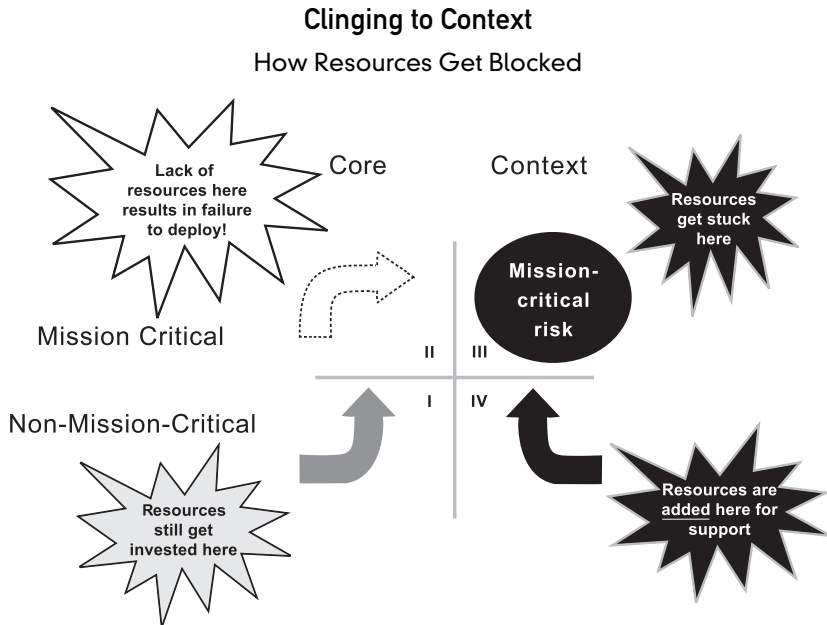 Clinging to Context
How Resources Get Blocked
Lack of
resources here
results in failure
to deploy!
Core
Context
Resources
get stuck
here
Mission-
critical
risk
Mission Critical
II
III
I
IV
Non-Mission-Critical
Resources
still get
invested here
Resources are
added here for
support